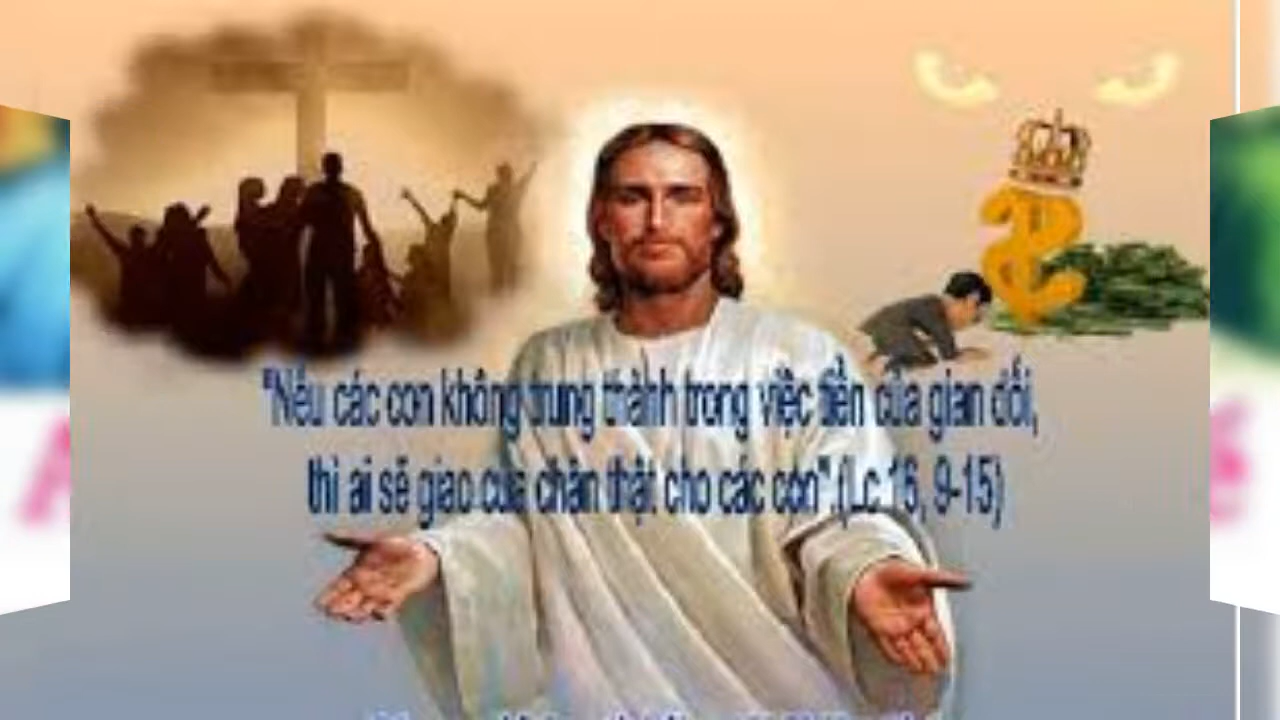 "Nếu các con không trung thành trong việc tiền của gian dối,
thì ai sẽ giao của chân thật cho các con".(Lc 16, 9-15)